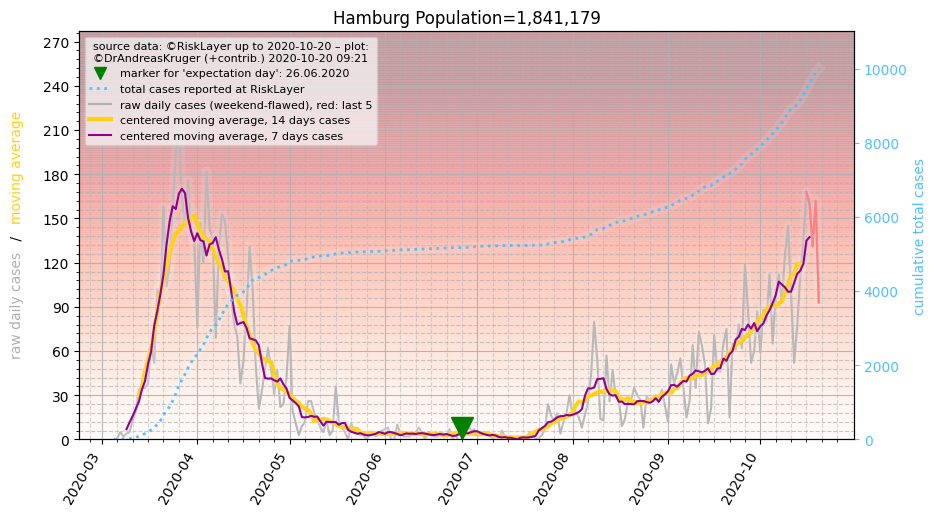 Hamburg Population=1,841,179
source data: ©RiskLayer up to 2020-10-20 – plot:
©DrAndreasKruger (+contrib.) 2020-10-20 09:21
marker for 'expectation day': 26.06.2020
total cases reported at RiskLayer
raw daily cases (weekend-flawed), red: last 5
centered moving average, 14 days cases
centered moving average, 7 days cases
raw daily cases / moving average
270
240
210
180
150
120
90
60
30
0
cumulative total cases
10000
8000
6000
4000
2000
0
2020-03
2020-04
2020-05
2020-06
2020-07
2020-08
2020-09
2020-10